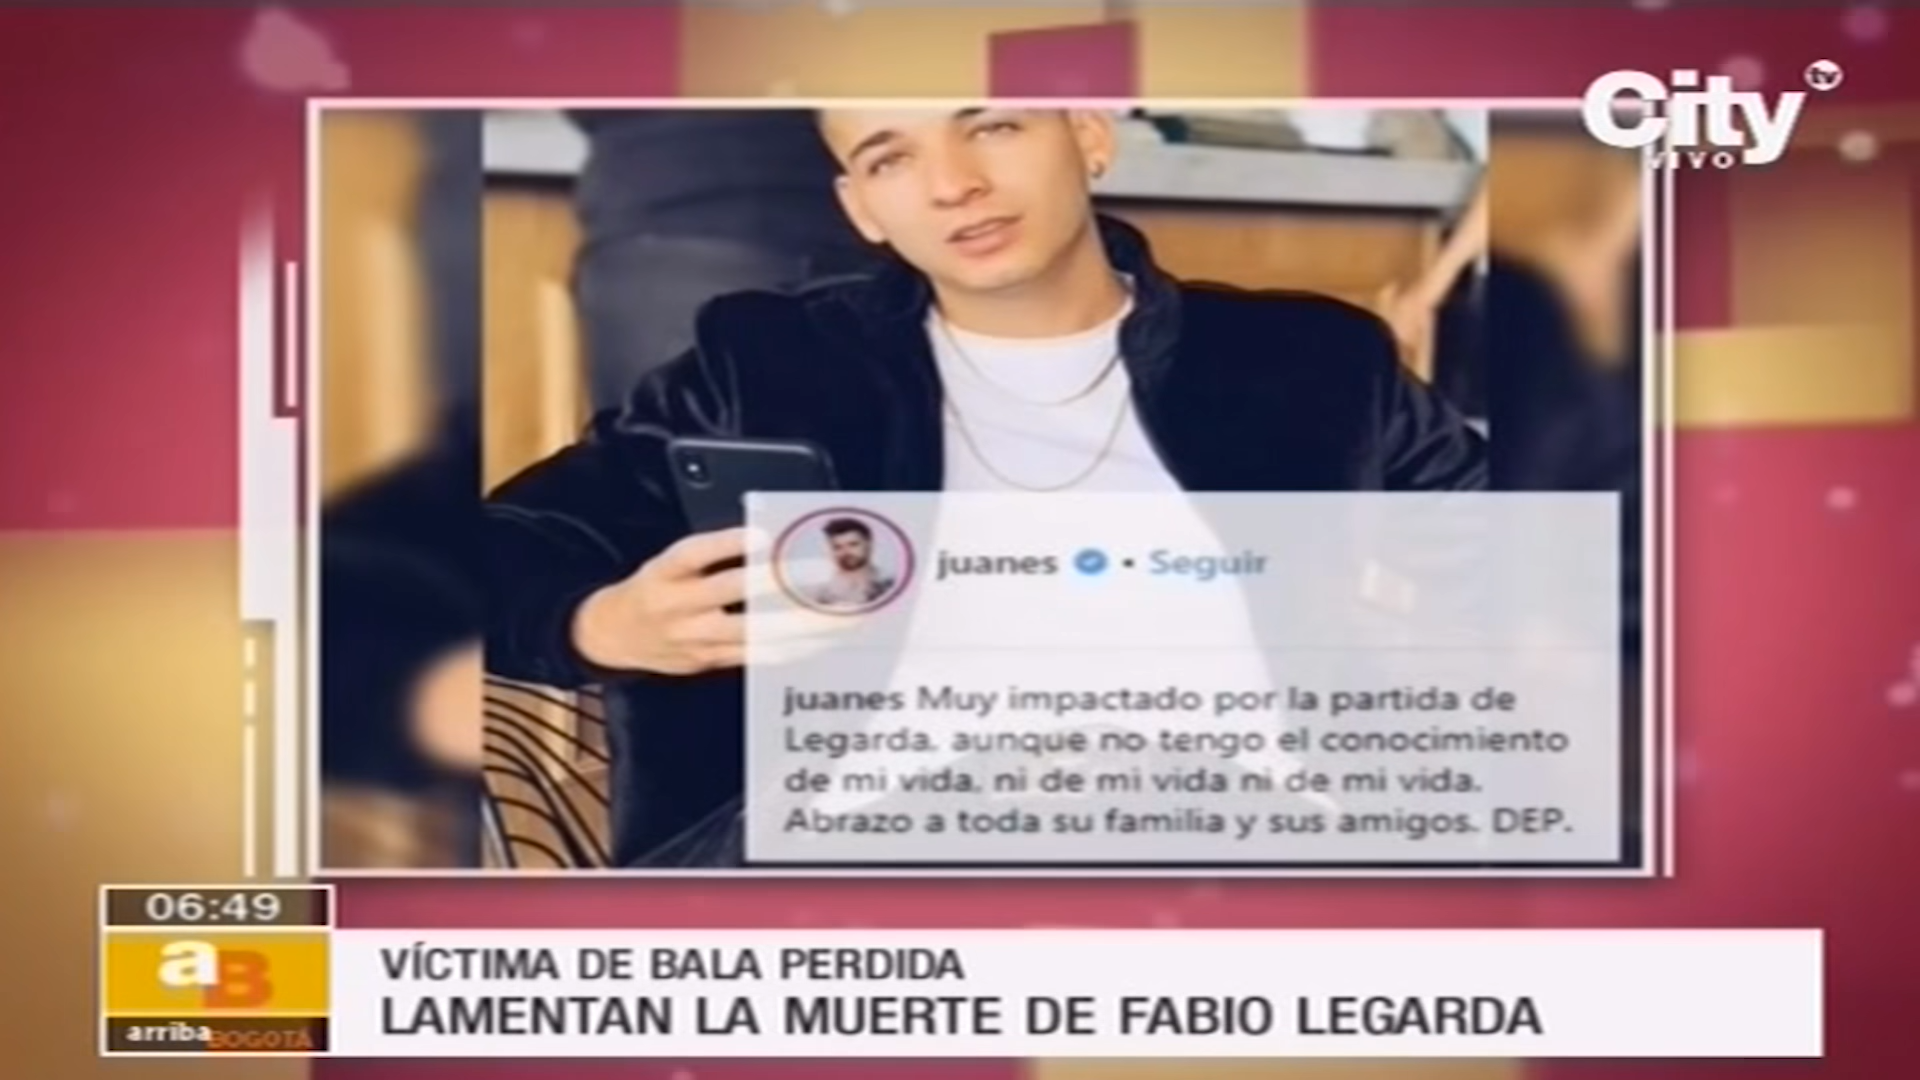 City tv
VIVO
juanes • Seguir
juanes Muy impactado por la partida de
Legarda. aunque no tengo el conocimiento
de mi vida, ni de mi vida ni de mi vida.
Abrazo a toda su familia y sus amigos. DEP.
06:49
aB
arriba BOGOTÁ
VÍCTIMA DE BALA PERDIDA
LAMENTAN LA MUERTE DE FABIO LEGARDA